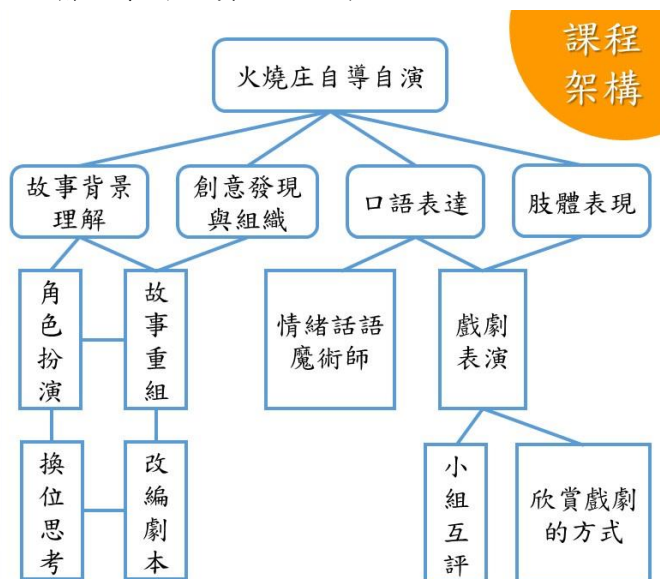 課程
架構
火燒庄自導自演
故事背景
理解
創意發現
與組織
口語表達
肢體表現
角色扮演
故事重組
情緒話語
魔術師
戲劇
表演
換位思考
改編劇本
小組互評
欣賞戲劇
的方式